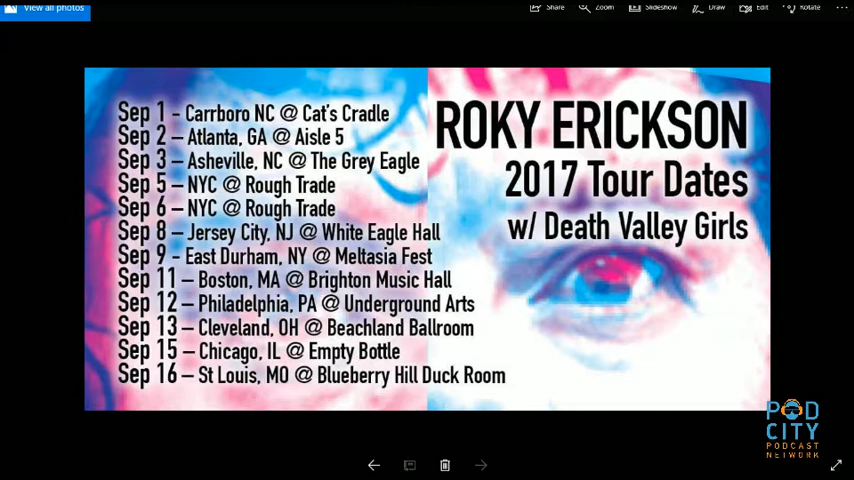 View all photos
Share
Zoom
Slideshow
Draw
Edit
Rotate
Sep 1 - Carrboro NC @ Cat's Cradle
Sep 2 – Atlanta, GA @ Aisle 5
Sep 3 – Asheville, NC @ The Grey Eagle
Sep 5 – NYC @ Rough Trade
Sep 6 – NYC @ Rough Trade
Sep 8 – Jersey City, NJ @ White Eagle Hall
Sep 9 - East Durham, NY @ Meltasia Fest
Sep 11 – Boston, MA @ Brighton Music Hall
Sep 12 – Philadelphia, PA @ Underground Arts
Sep 13 – Cleveland, OH @ Beachland Ballroom
Sep 15 – Chicago, IL @ Empty Bottle
Sep 16 – St Louis, MO @ Blueberry Hill Duck Room
ROKY ERICKSON
2017 Tour Dates
w/ Death Valley Girls
POD
CITY
PODCAST
NETWORK